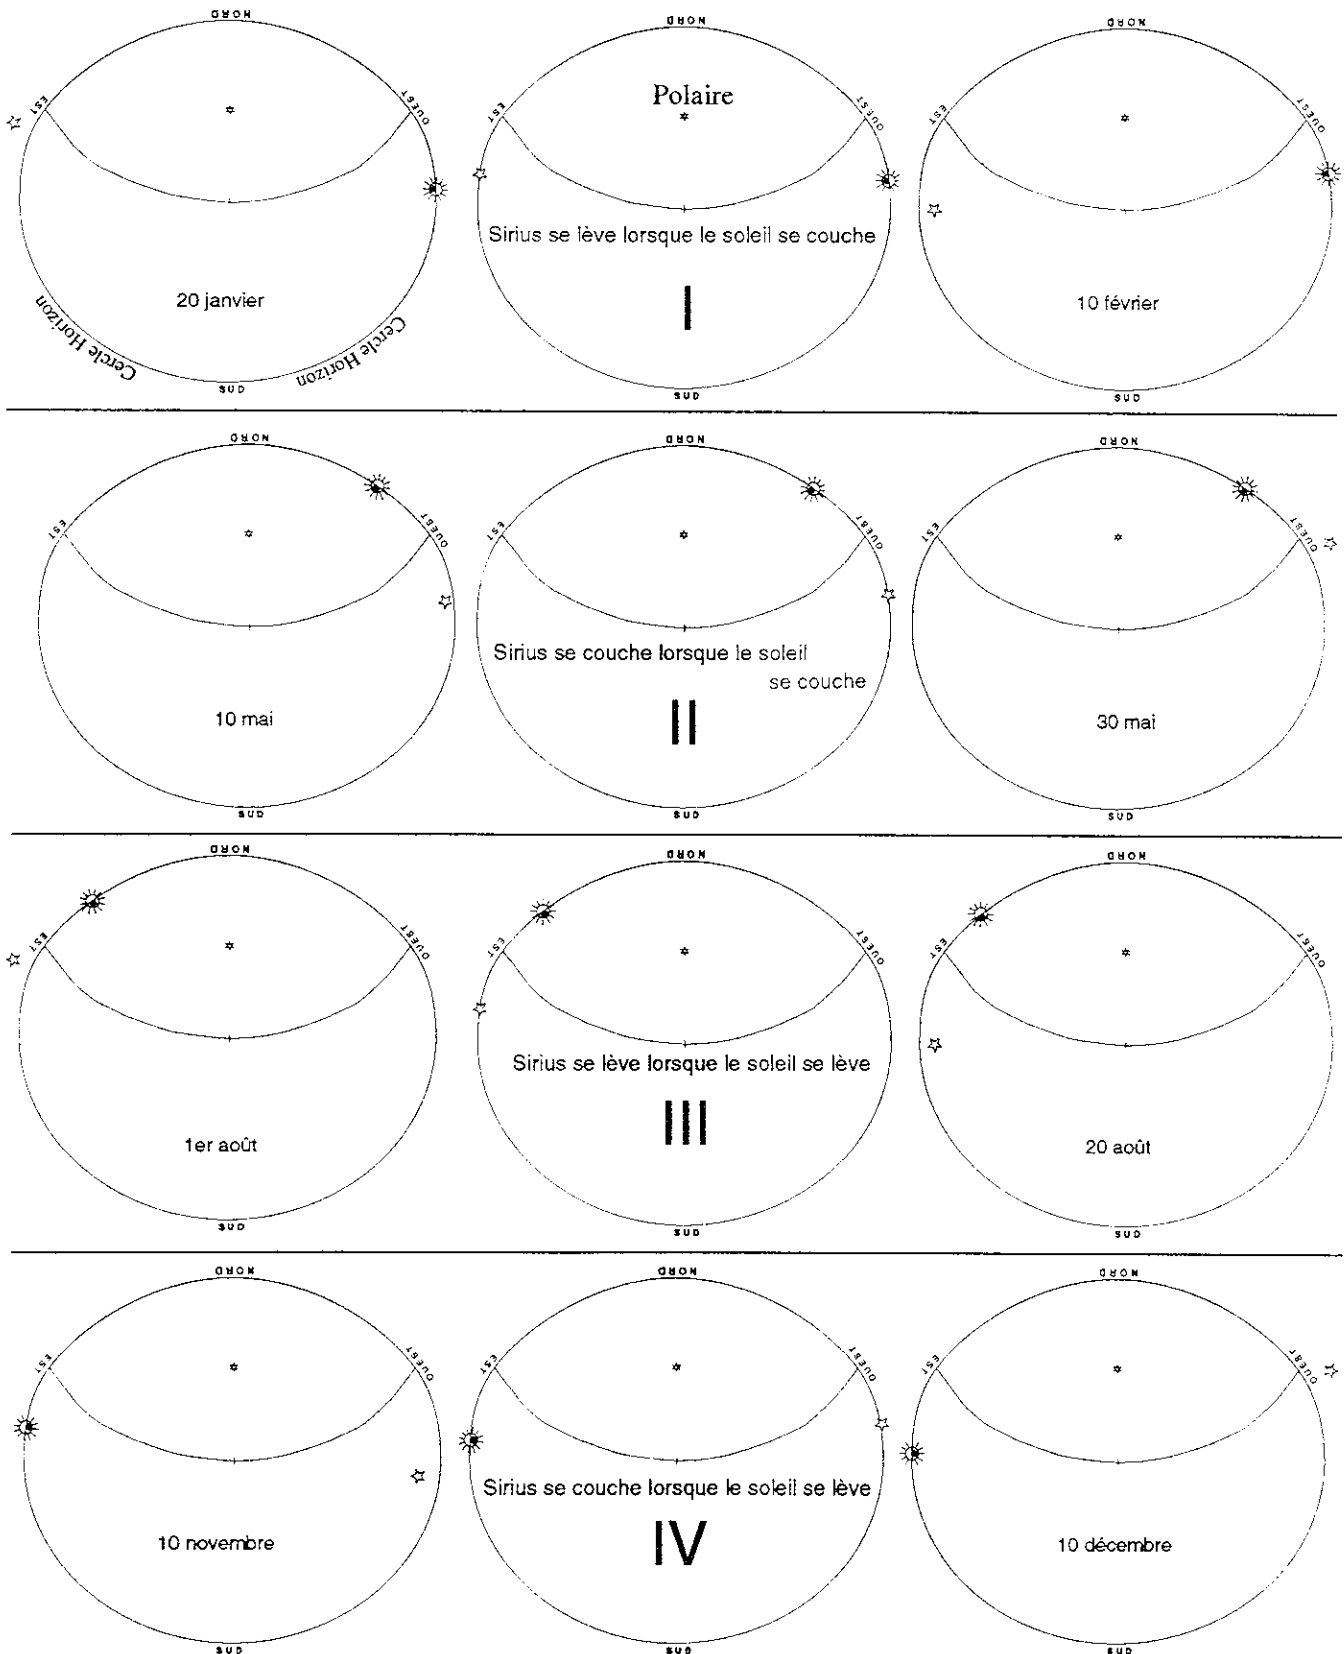 NORD
EST
OUEST
20 janvier
Cercle Horizon
Cercle Horizon
SUD
NORD
Polaire
EST
OUEST
Sirius se lève lorsque le soleil se couche
I
SUD
NORD
EST
OUEST
10 février
SUD
NORD
EST
OUEST
10 mai
SUD
NORD
EST
OUEST
Sirius se couche lorsque le soleil
se couche
II
SUD
NORD
EST
OUEST
30 mai
SUD
NORD
EST
OUEST
1er août
SUD
NORD
EST
OUEST
Sirius se lève lorsque le soleil se lève
III
SUD
NORD
EST
OUEST
20 août
SUD
NORD
EST
OUEST
10 novembre
SUD
NORD
EST
OUEST
Sirius se couche lorsque le soleil se lève
IV
SUD
NORD
EST
OUEST
10 décembre
SUD